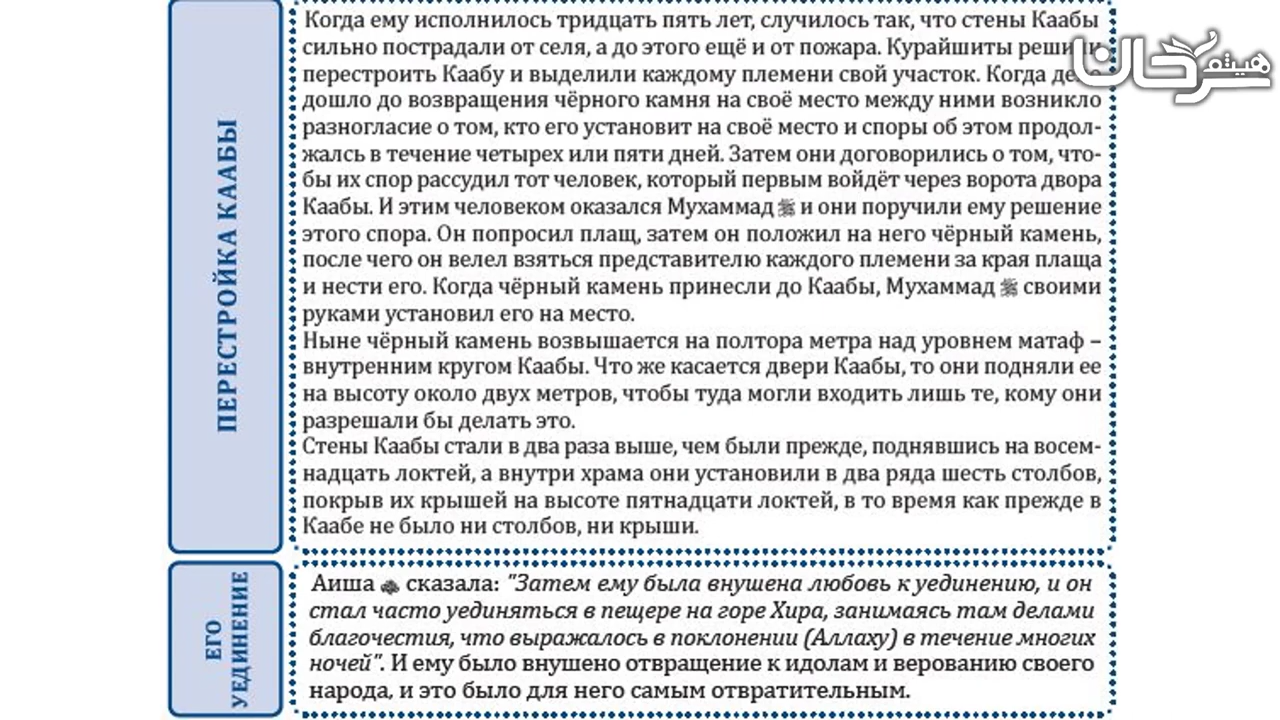 ПЕРЕСТРОЙКА КААБЫ
Когда ему исполнилось тридцать пять лет, случилось так, что стены Каабы
сильно пострадали от селя, а до этого ещё и от пожара. Курайшиты решили
перестроить Каабу и выделили каждому племени свой участок. Когда дело
дошло до возвращения чёрного камня на своё место между ними возникло
разногласие о том, кто его установит на своё место и споры об этом продол-
жалсь в течение четырех или пяти дней. Затем они договорились о том, что-
бы их спор рассудил тот человек, который первым войдёт через ворота двора
Каабы. И этим человеком оказался Мухаммад ﷺ и они поручили ему решение
этого спора. Он попросил плащ, затем он положил на него чёрный камень,
после чего он велел взяться представителю каждого племени за края плаща
и нести его. Когда чёрный камень принесли до Каабы, Мухаммад ﷺ своими
руками установил его на место.
Ныне чёрный камень возвышается на полтора метра над уровнем матаф –
внутренним кругом Каабы. Что же касается двери Каабы, то они подняли ее
на высоту около двух метров, чтобы туда могли входить лишь те, кому они
разрешали бы делать это.
Стены Каабы стали в два раза выше, чем были прежде, поднявшись на восем-
надцать локтей, а внутри храма они установили в два ряда шесть столбов,
покрыв их крышей на высоте пятнадцати локтей, в то время как прежде в
Каабе не было ни столбов, ни крыши.
ЕГО
УЕДИНЕНИЕ
Аиша сказала: "Затем ему была внушена любовь к уединению, и он
стал часто уединяться в пещере на горе Хира, занимаясь там делами
благочестия, что выражалось в поклонении (Аллаху) в течение многих
ночей". И ему было внушено отвращение к идолам и верованию своего
народа, и это было для него самым отвратительным.
هيثم سرحان